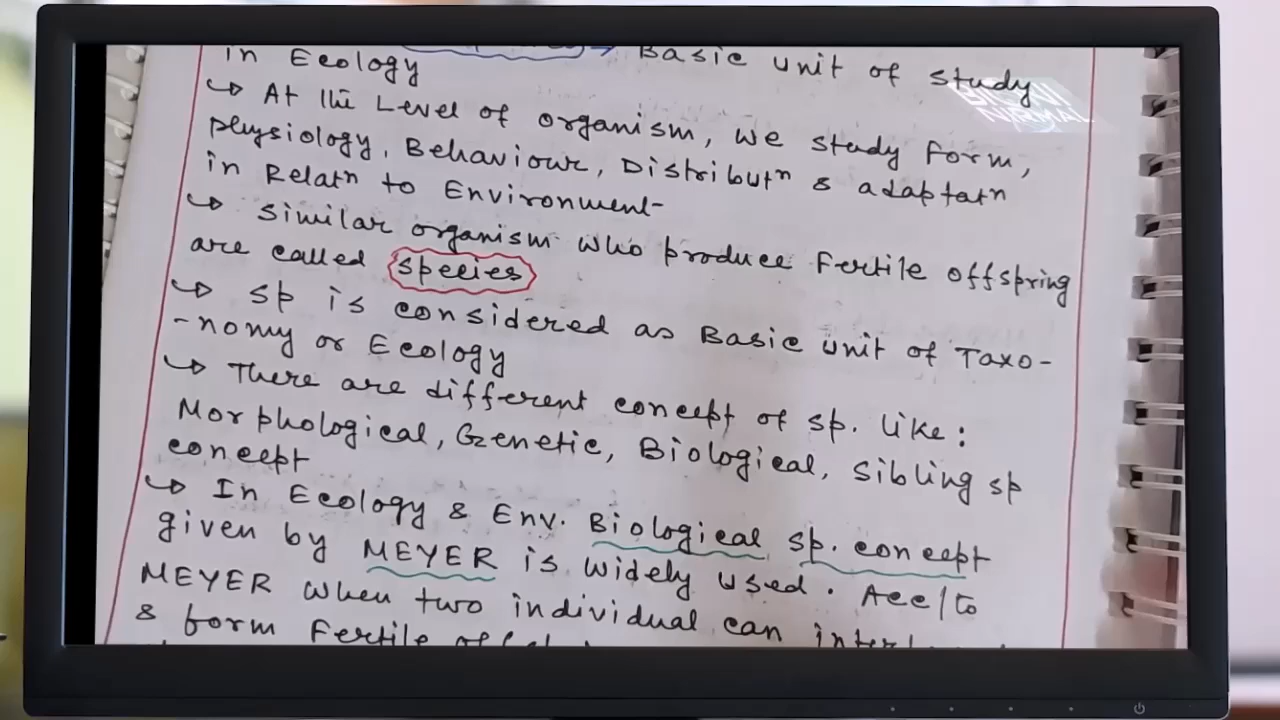 → Basic unit of study
in Ecology
↳ At the Level of organism, we study form,
physiology, Behaviour, Distributⁿ & adaptatⁿ
in Relatⁿ to Environment
↳ Similar organism who produce Fertile offspring
are called Species
↳ Sp is considered as Basic unit of Taxo-
-nomy or Ecology
↳ There are different concept of sp. like:
Morphological, Genetic, Biological, Sibling sp
concept
↳ In Ecology & Env. Biological sp. concept
given by MEYER is widely used. Acc/to
MEYER when two individual can
& form Fertile